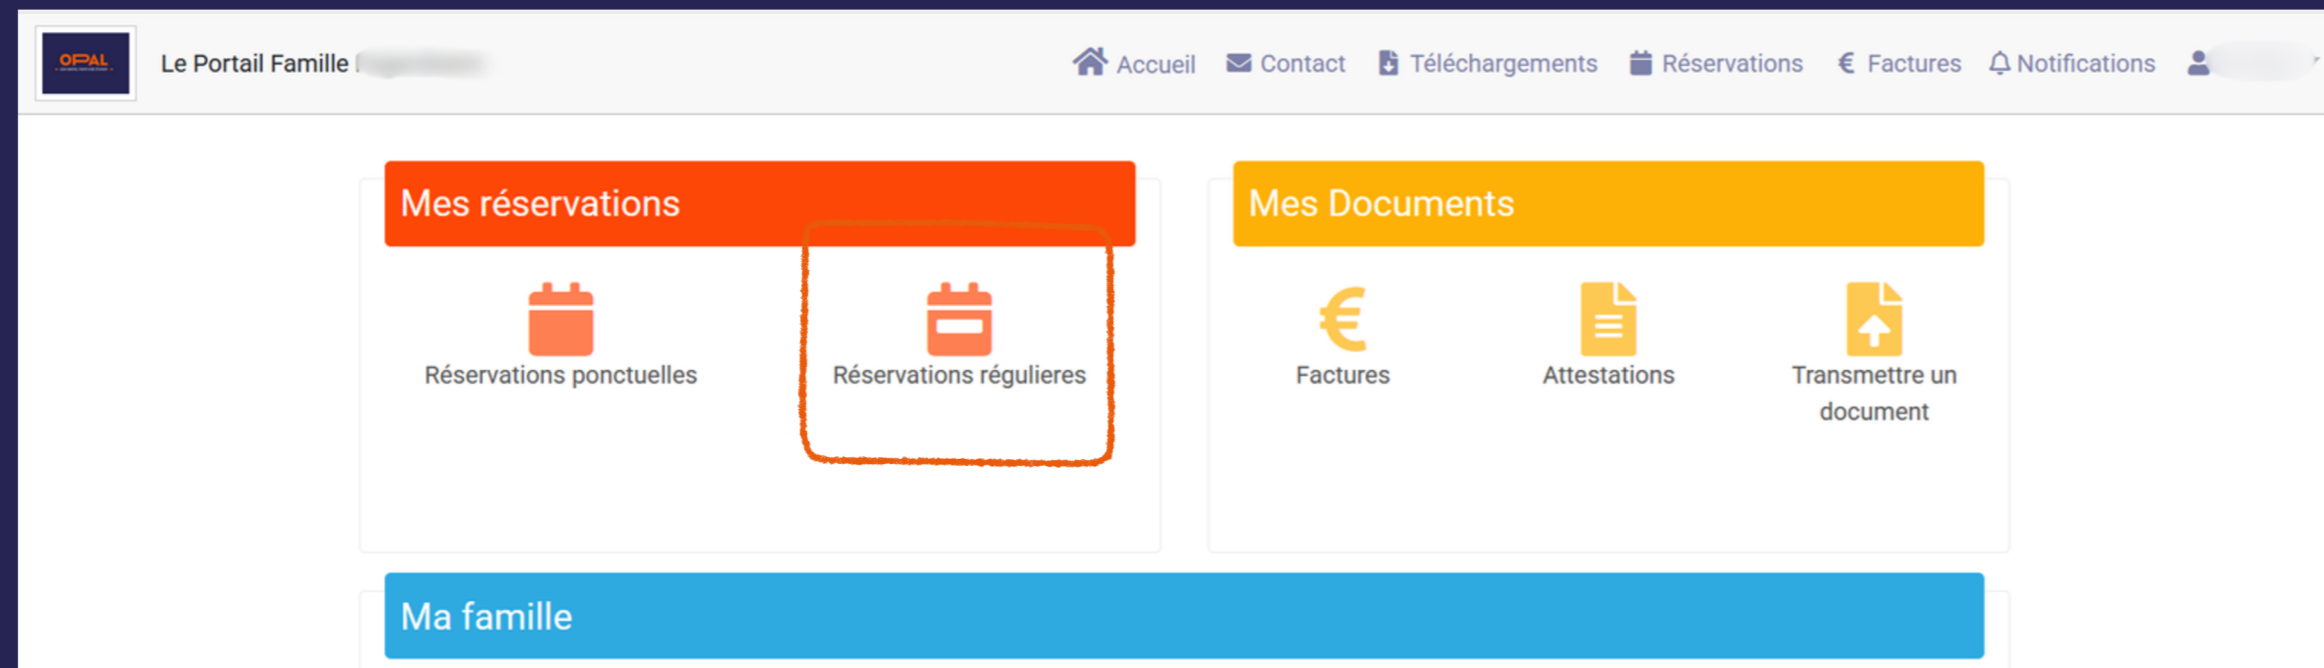 OPAL
Le Portail Famille
Accueil
Contact
Téléchargements
Réservations
€ Factures
Notifications
Mes réservations
Réservations ponctuelles
Réservations régulieres
Mes Documents
€
Factures
Attestations
Transmettre un
document
Ma famille